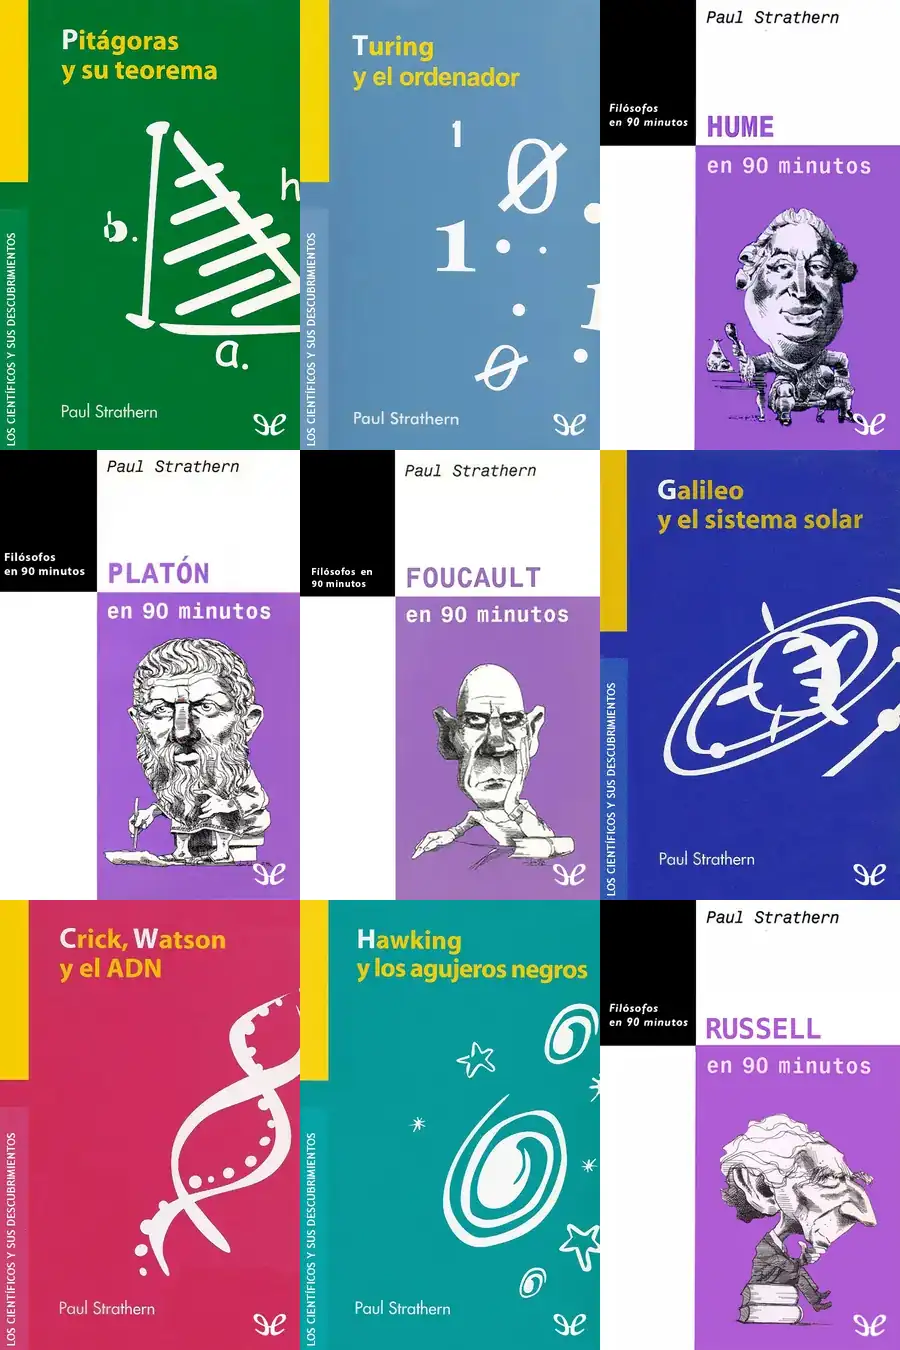 Pitágoras
y su teorema
b.
h
a.
LOS CIENTÍFICOS Y SUS DESCUBRIMIENTOS
Paul Strathern
Turing
y el ordenador
1
0
1
1
0
LOS CIENTÍFICOS Y SUS DESCUBRIMIENTOS
Paul Strathern
Paul Strathern
Filósofos
en 90 minutos
HUME
en 90 minutos
Paul Strathern
Filósofos
en 90 minutos
PLATÓN
en 90 minutos
Paul Strathern
Filósofos en
90 minutos
FOUCAULT
en 90 minutos
Galileo
y el sistema solar
LOS CIENTÍFICOS Y SUS DESCUBRIMIENTOS
Paul Strathern
Crick, Watson
y el ADN
LOS CIENTÍFICOS Y SUS DESCUBRIMIENTOS
Paul Strathern
Hawking
y los agujeros negros
LOS CIENTÍFICOS Y SUS DESCUBRIMIENTOS
Paul Strathern
Paul Strathern
Filósofos
en 90 minutos
RUSSELL
en 90 minutos